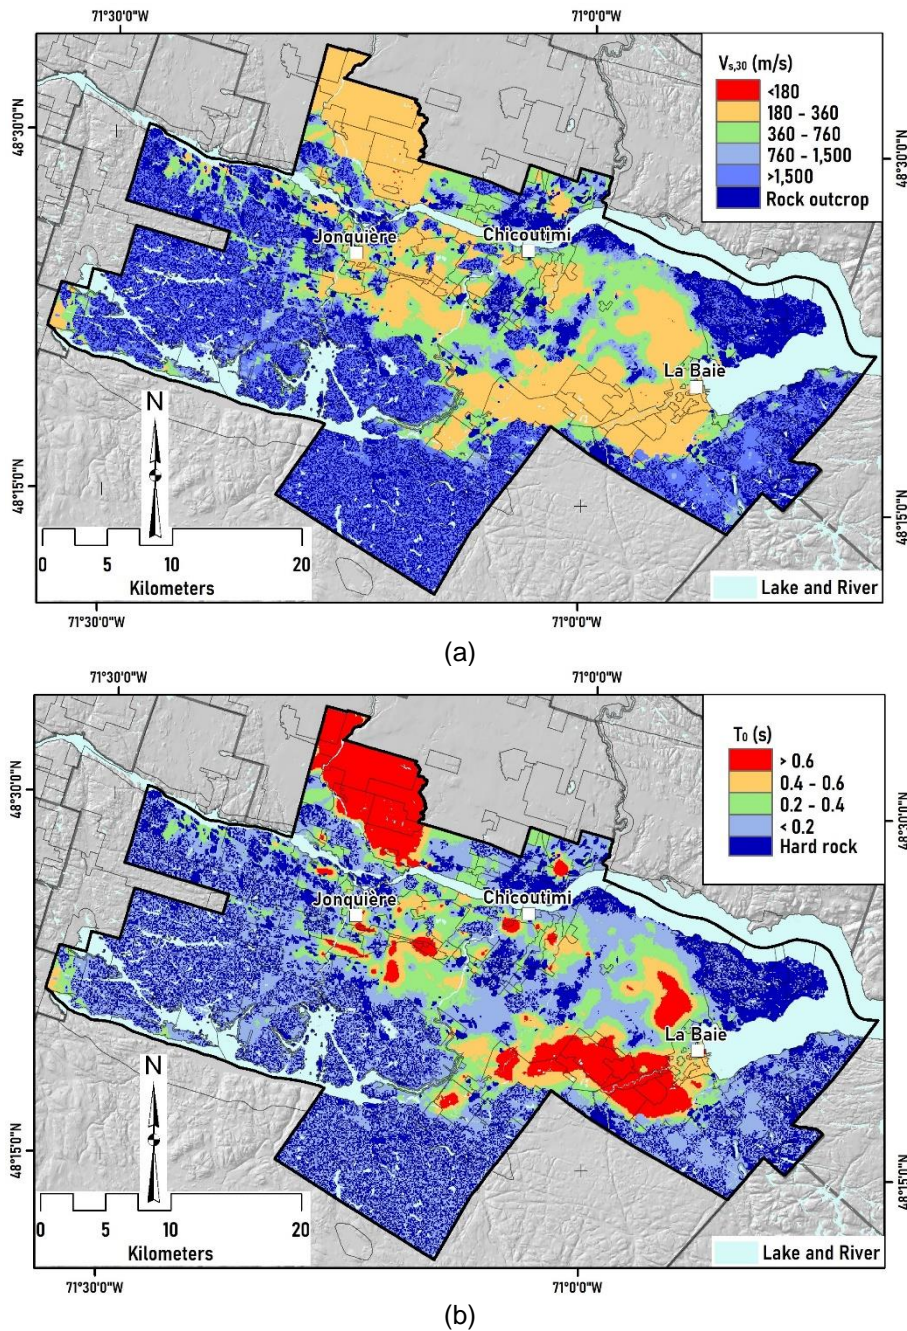 71°30'0"W 71°0'0"W
V_{s,30} (m/s)
<180
180 - 360
360 - 760
760 - 1,500
>1,500
Rock outcrop
48°30'0"N
48°30'0"N
Jonquière
Chicoutimi
La Baie
N
48°15'0"N
48°15'0"N
0 5 10 20
Kilometers
Lake and River
71°30'0"W 71°0'0"W
(a)
71°30'0"W 71°0'0"W
T_0 (s)
> 0.6
0.4 - 0.6
0.2 - 0.4
< 0.2
Hard rock
48°30'0"N
48°30'0"N
Jonquière
Chicoutimi
La Baie
N
48°15'0"N
48°15'0"N
0 5 10 20
Kilometers
Lake and River
71°30'0"W 71°0'0"W
(b)